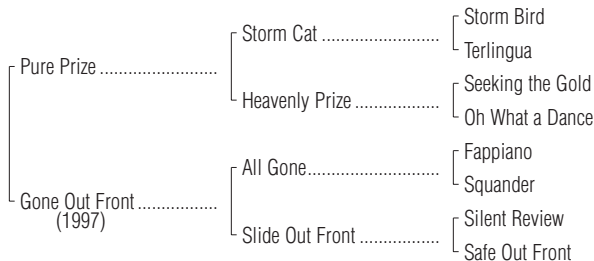 Storm Bird
Storm Cat ......................
Terlingua
Pure Prize ......................
Seeking the Gold
Heavenly Prize ................
Oh What a Dance
Fappiano
All Gone.........................
Squander
Gone Out Front ...............
(1997)
Silent Review
Slide Out Front ...............
Safe Out Front